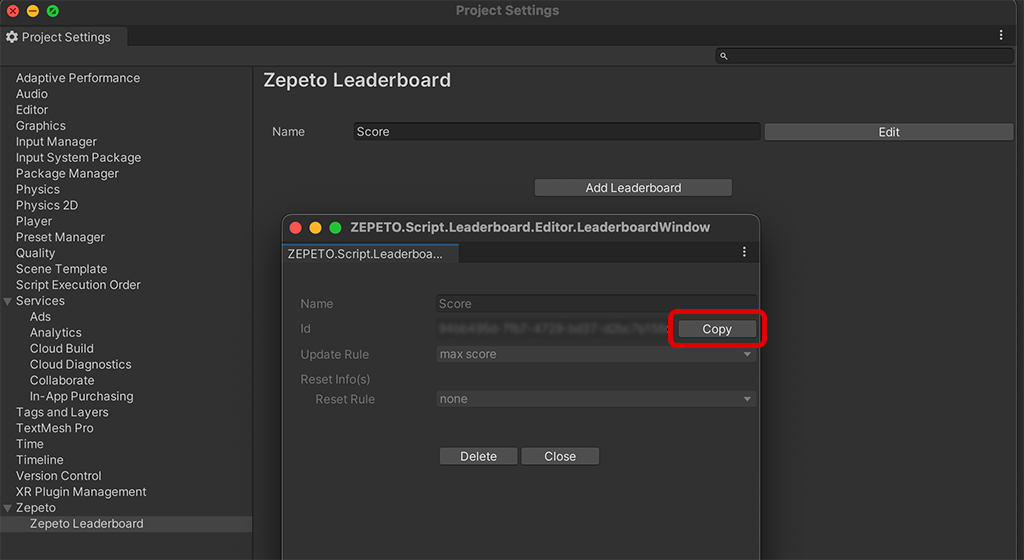 Project Settings
Project Settings
Adaptive Performance
Audio
Editor
Graphics
Input Manager
Input System Package
Package Manager
Physics
Physics 2D
Player
Preset Manager
Quality
Scene Template
Script Execution Order
Services
Ads
Analytics
Cloud Build
Cloud Diagnostics
Collaborate
In-App Purchasing
Tags and Layers
TextMesh Pro
Time
Timeline
Version Control
XR Plugin Management
Zepeto
Zepeto Leaderboard
Zepeto Leaderboard
Name Score Edit
Add Leaderboard
ZEPETO.Script.Leaderboard.Editor.LeaderboardWindow
ZEPETO.Script.Leaderboa...
Name Score
Id Copy
Update Rule max score
Reset Info(s)
Reset Rule none
Delete Close